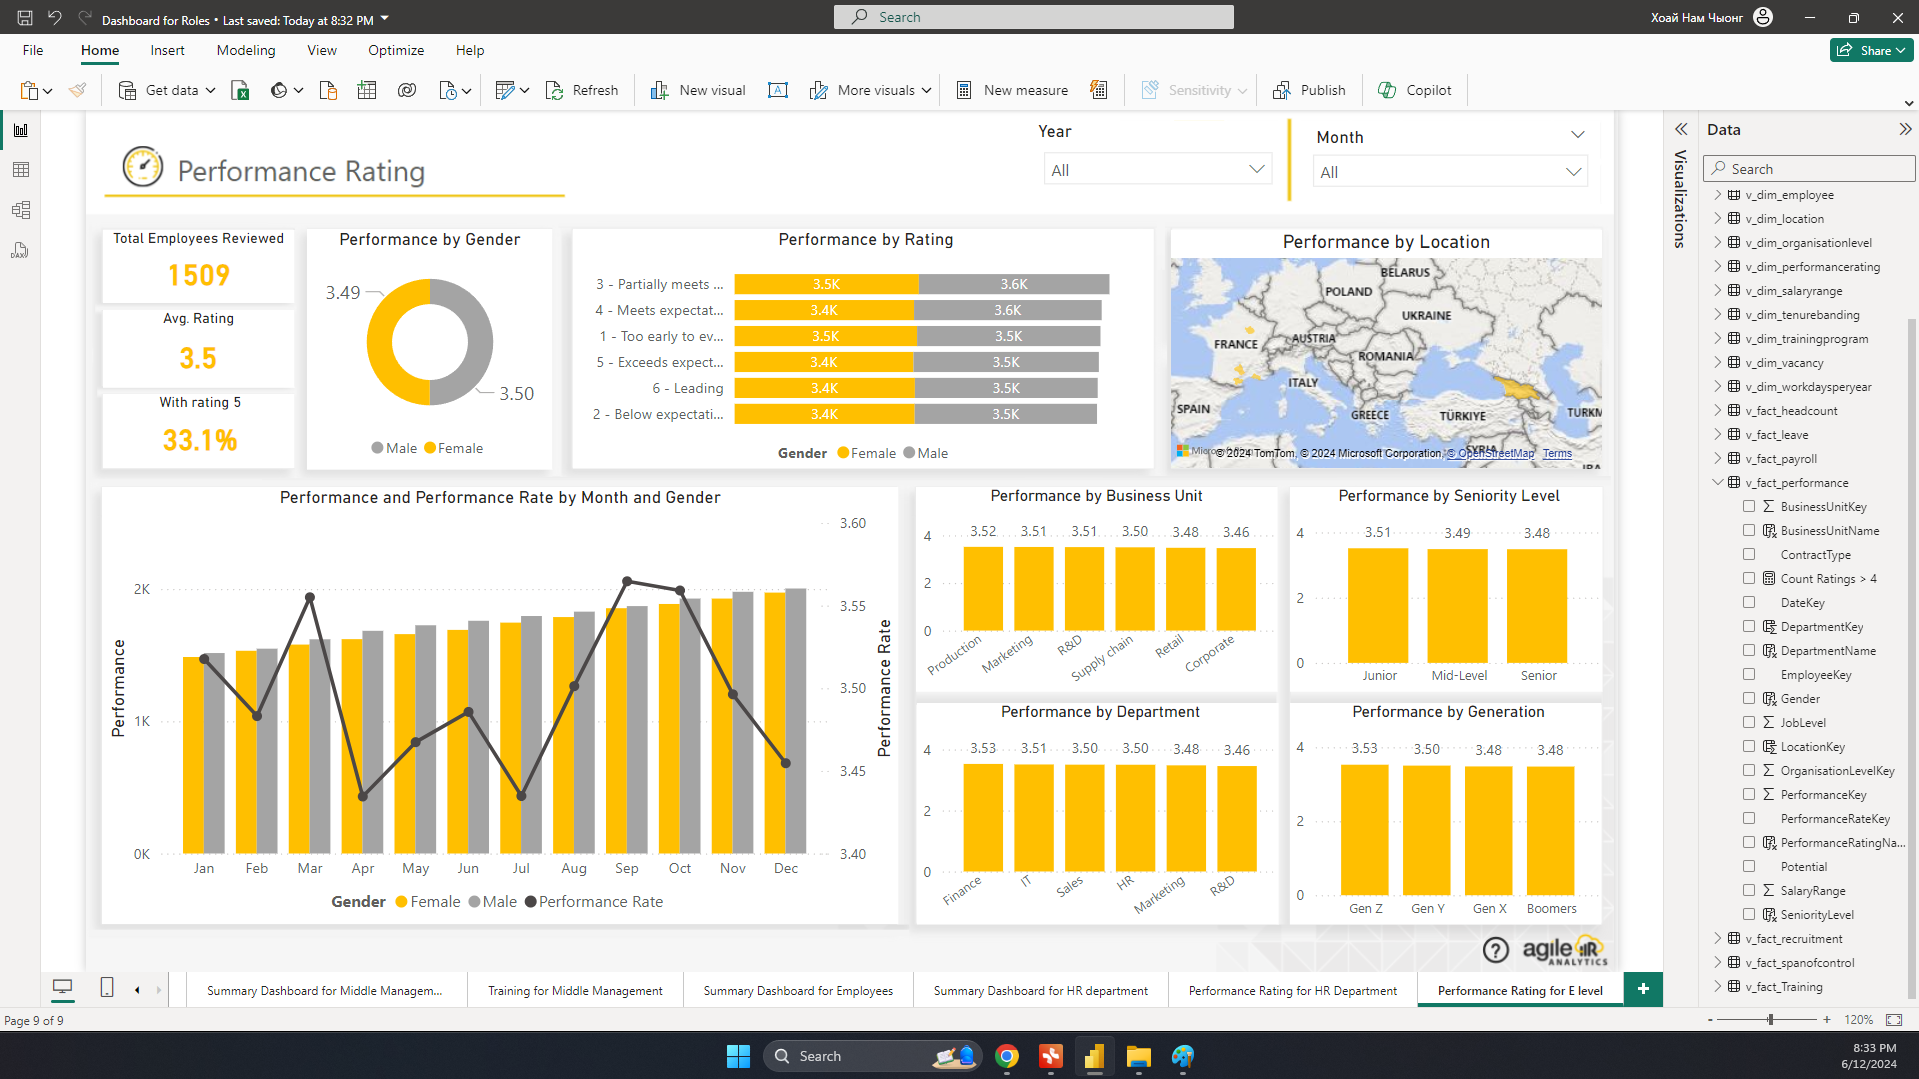 Dashboard for Roles • Last saved: Today at 8:32 PM
Search
Хоай Нам Чыонг
File
Home
Insert
Modeling
View
Optimize
Help
Share
Get data
Refresh
New visual
More visuals
New measure
Sensitivity
Publish
Copilot
Performance Rating
Year
All
Month
All
Total Employees Reviewed
1509
Avg. Rating
3.5
With rating 5
33.1%
Performance by Gender
3.49
3.50
Male Female
Performance by Rating
3 - Partially meets ... 3.5K 3.6K
4 - Meets expectat... 3.4K 3.6K
1 - Too early to ev... 3.5K 3.5K
5 - Exceeds expect... 3.4K 3.5K
6 - Leading 3.4K 3.5K
2 - Below expectati... 3.4K 3.5K
Gender Female Male
Performance by Location
BELARUS
POLAND
UKRAINE
FRANCE
AUSTRIA
ROMANIA
ITALY
SPAIN
GREECE
TÜRKIYE
TURKM
SYRIA
© 2024 TomTom, © 2024 Microsoft Corporation, © OpenStreetMap Terms
Performance and Performance Rate by Month and Gender
Performance
2K
1K
0K
3.60
3.55
3.50
3.45
3.40
Performance Rate
Jan Feb Mar Apr May Jun Jul Aug Sep Oct Nov Dec
Gender Female Male Performance Rate
Performance by Business Unit
4
2
0
3.52 3.51 3.51 3.50 3.48 3.46
Production Marketing R&D Supply chain Retail Corporate
Performance by Seniority Level
4
2
0
3.51 3.49 3.48
Junior Mid-Level Senior
Performance by Department
4
2
0
3.53 3.51 3.50 3.50 3.48 3.46
Finance IT Sales HR Marketing R&D
Performance by Generation
4
2
0
3.53 3.50 3.48 3.48
Gen Z Gen Y Gen X Boomers
agile HR
ANALYTICS
Visualizations
Data
Search
v_dim_employee
v_dim_location
v_dim_organisationlevel
v_dim_performancerating
v_dim_salaryrange
v_dim_tenurebanding
v_dim_trainingprogram
v_dim_vacancy
v_dim_workdaysperyear
v_fact_headcount
v_fact_leave
v_fact_payroll
v_fact_performance
BusinessUnitKey
BusinessUnitName
ContractType
Count Ratings > 4
DateKey
DepartmentKey
DepartmentName
EmployeeKey
Gender
JobLevel
LocationKey
OrganisationLevelKey
PerformanceKey
PerformanceRateKey
PerformanceRatingNa...
Potential
SalaryRange
SeniorityLevel
v_fact_recruitment
v_fact_spanofcontrol
v_fact_Training
Summary Dashboard for Middle Managem...
Training for Middle Management
Summary Dashboard for Employees
Summary Dashboard for HR department
Performance Rating for HR Department
Performance Rating for E level
Page 9 of 9
120%
Search
8:33 PM
6/12/2024